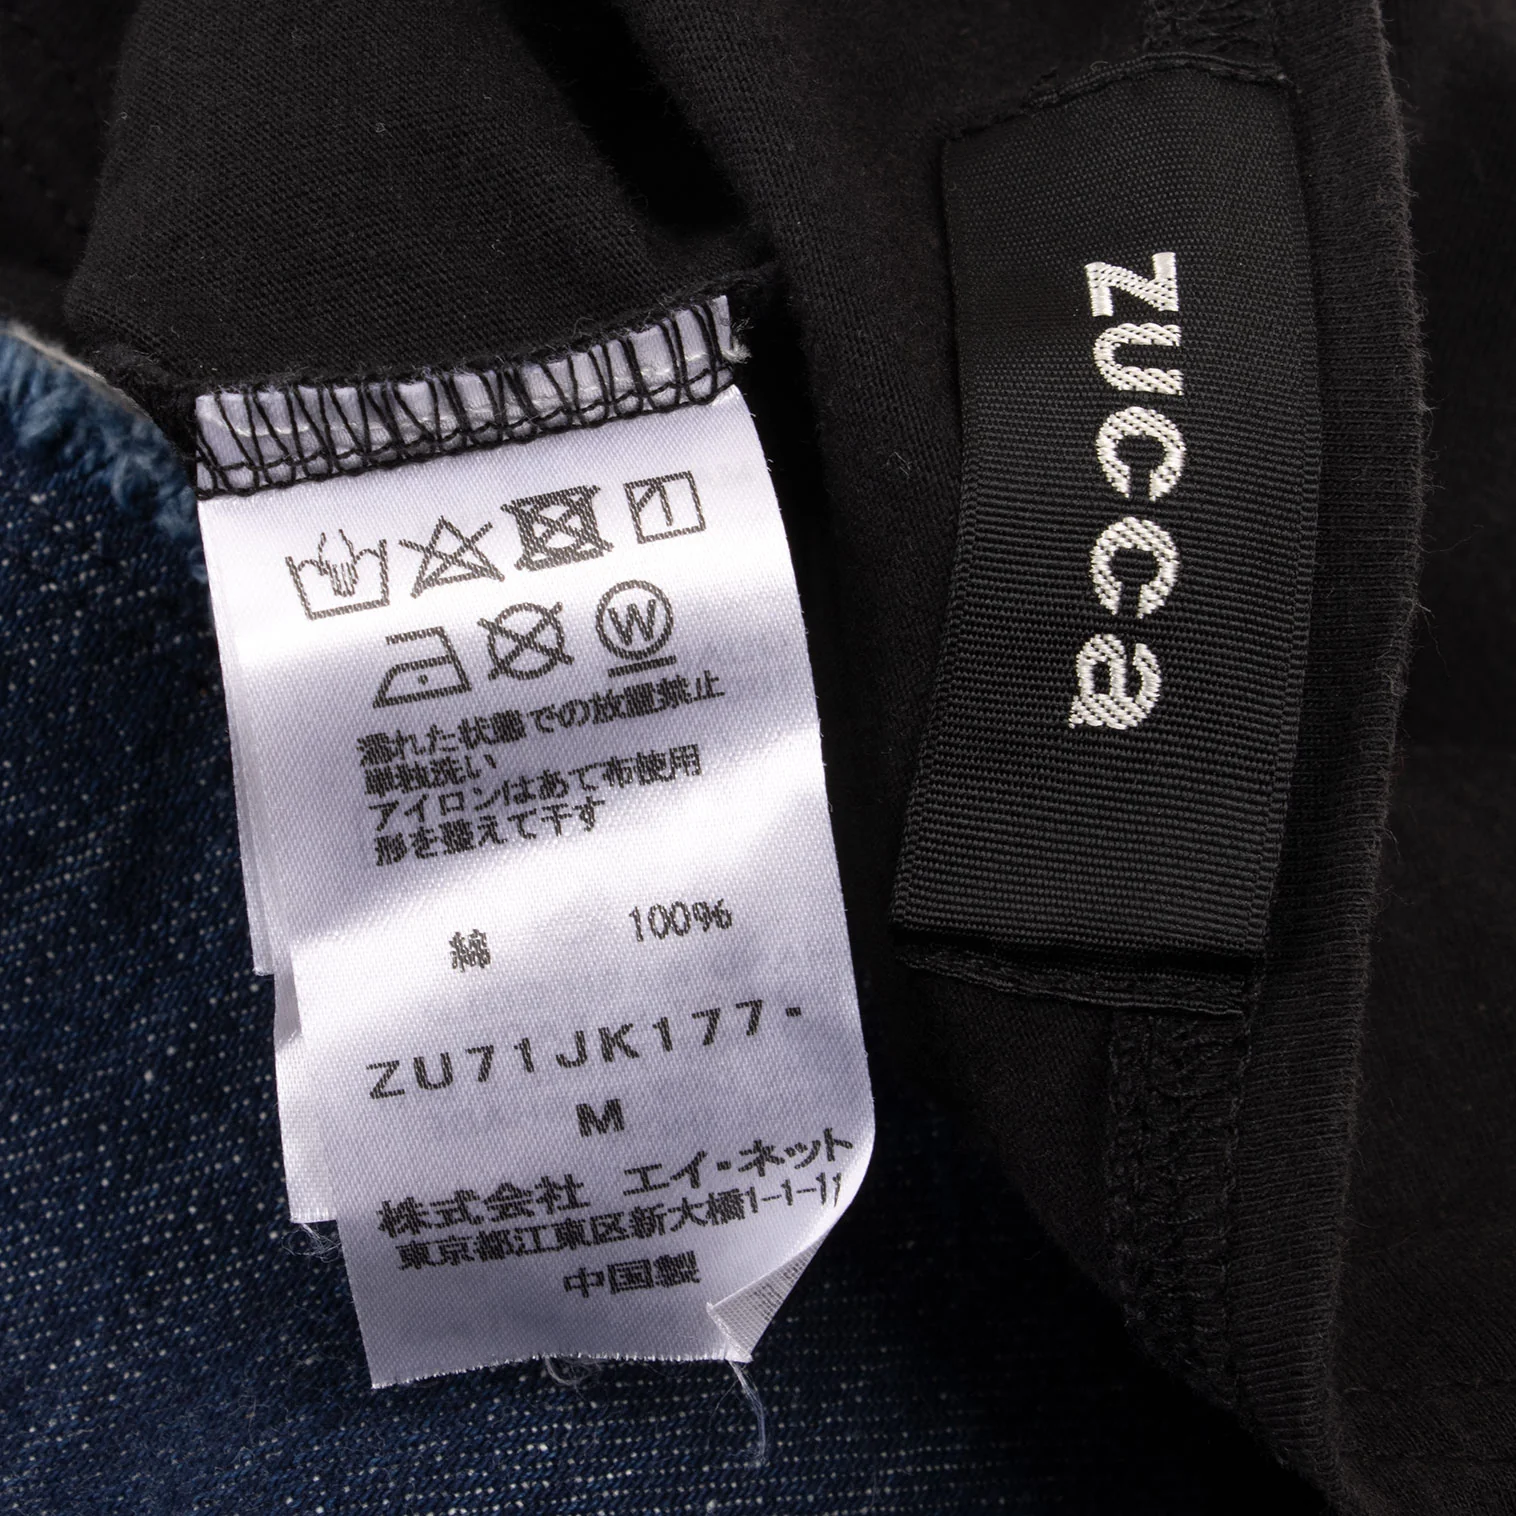 W
濡れた状態での放置禁止
単独洗い
アイロンはあて布使用
形を整えて干す
綿 100%
ZU71JK177-
M
株式会社 エイ・ネット
東京都江東区新大橋1-1-11
中国製
zucca